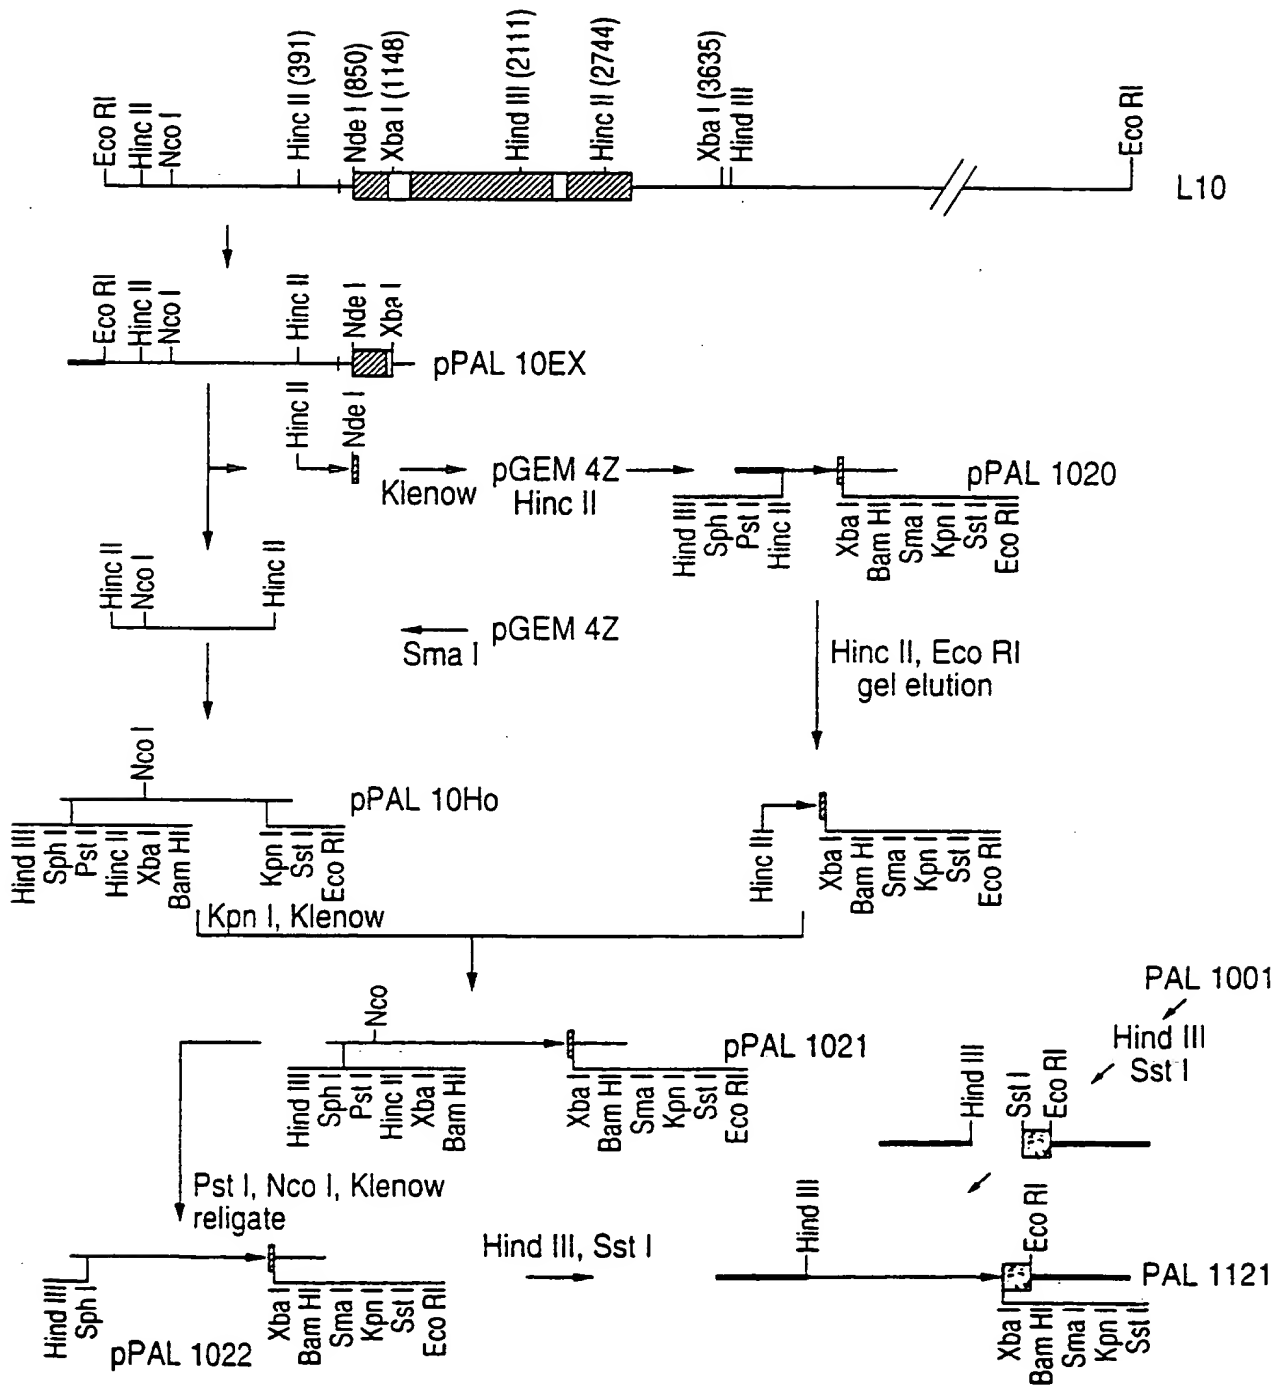 Eco RI
Hinc II
Nco I
Hinc II (391)
Nde I (850)
Xba I (1148)
Hind III (2111)
Hinc II (2744)
Xba I (3635)
Hind III
Eco RI
L10
Eco RI
Hinc II
Nco I
Hinc II
Nde I
Xba I
pPAL 10EX
Hinc II
Nde I
Klenow
pGEM 4Z
Hinc II
pPAL 1020
Hind III
Sph I
Pst I
Hinc II
Xba I
Bam HI
Sma I
Kpn I
Sst I
Eco RI
Hinc II
Nco I
Hinc II
Sma I
pGEM 4Z
Hinc II, Eco RI
gel elution
Nco I
pPAL 10Ho
Hind III
Sph I
Pst I
Hinc II
Xba I
Bam HI
Kpn I
Sst I
Eco RI
Hinc II
Xba I
Bam HI
Sma I
Kpn I
Sst I
Eco RI
Kpn I, Klenow
Nco
pPAL 1021
Hind III
Sph I
Pst I
Hinc II
Xba I
Bam HI
Xba I
Bam HI
Sma I
Kpn I
Sst I
Eco RI
PAL 1001
Hind III
Sst I
Hind III
Sst I
Eco RI
Pst I, Nco I, Klenow
religate
Hind III
Sph I
Xba I
Bam HI
Sma I
Kpn I
Sst I
Eco RI
pPAL 1022
Hind III, Sst I
Hind III
Eco RI
PAL 1121
Xba I
Bam HI
Sma I
Kpn I
Sst II